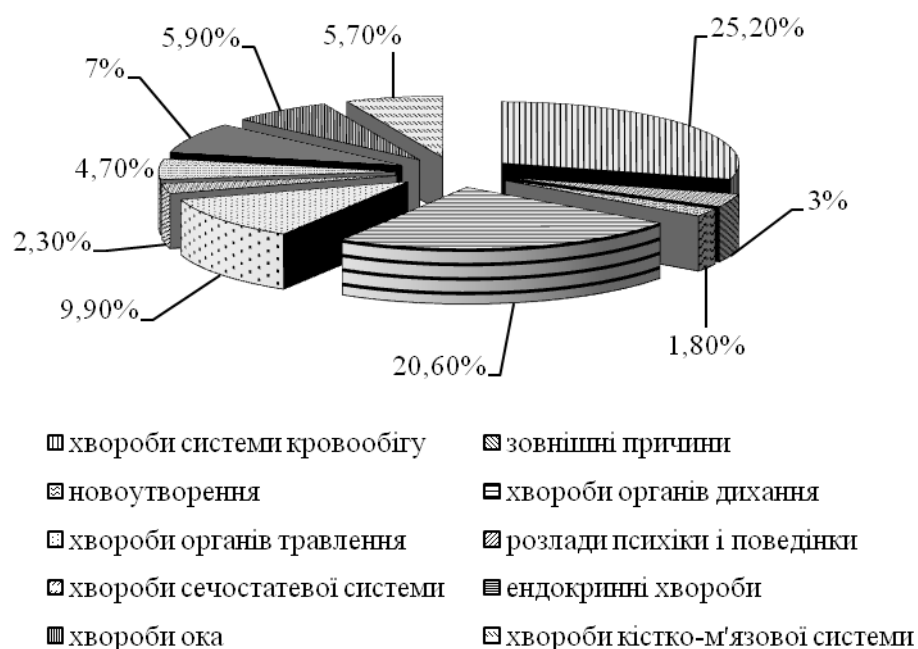 5,90%
5,70%
25,20%
7%
4,70%
3%
2,30%
9,90%
1,80%
20,60%
хвороби системи кровообігу
зовнішні причини
новоутворення
хвороби органів дихання
хвороби органів травлення
розлади психіки і поведінки
хвороби сечостатевої системи
ендокринні хвороби
хвороби ока
хвороби кістко-м'язової системи